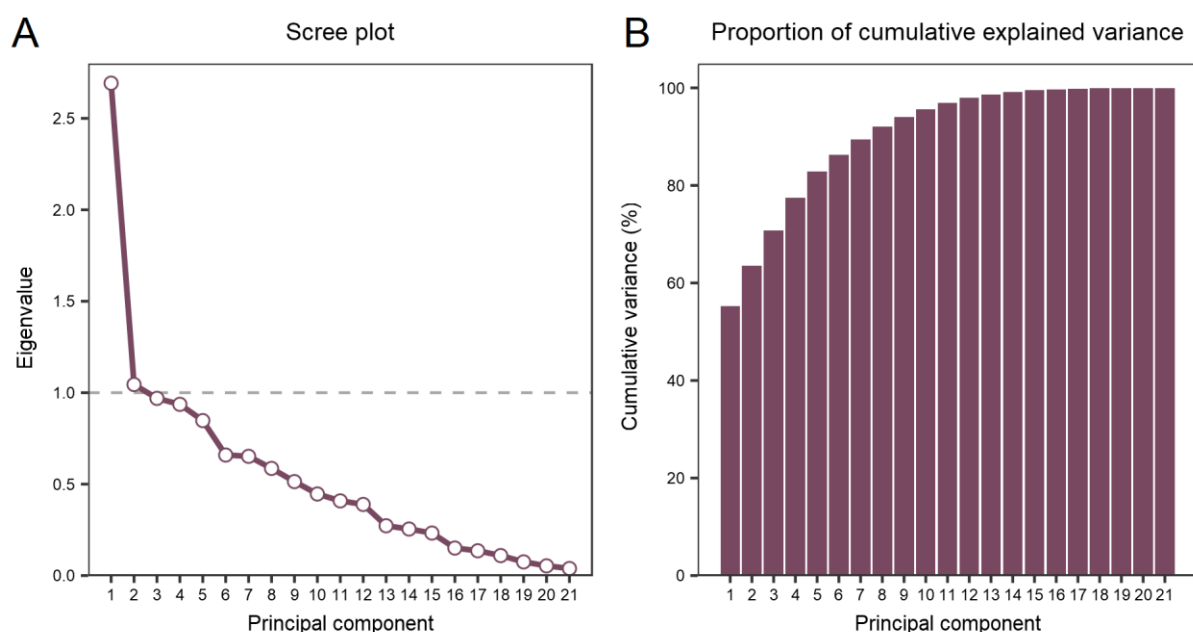 A
Scree plot
Eigenvalue
2.5
2.0
1.5
1.0
0.5
0.0
1 2 3 4 5 6 7 8 9 10 11 12 13 14 15 16 17 18 19 20 21
Principal component
B
Proportion of cumulative explained variance
Cumulative variance (%)
100
80
60
40
20
0
1 2 3 4 5 6 7 8 9 10 11 12 13 14 15 16 17 18 19 20 21
Principal component